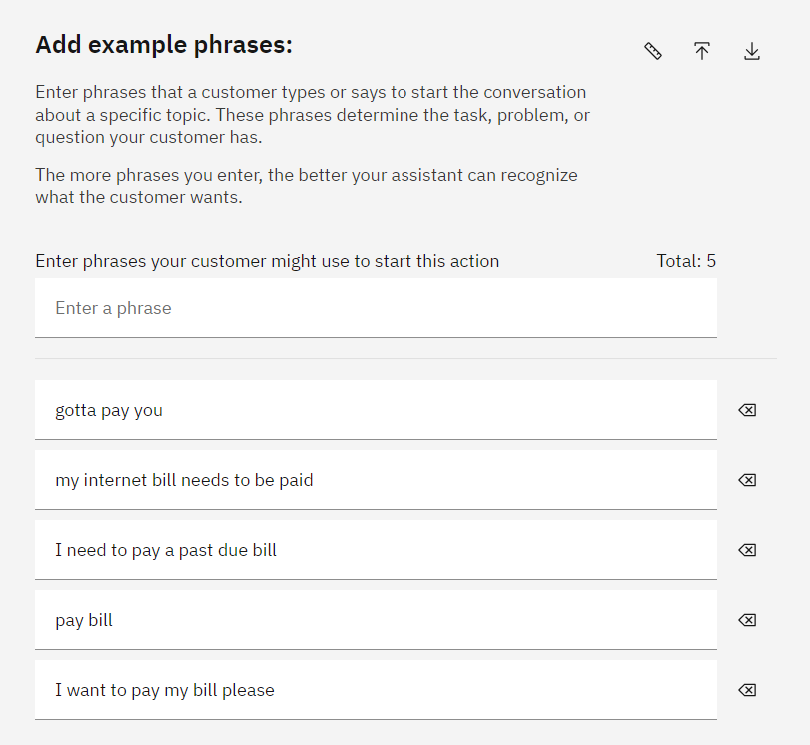 Add example phrases:
Enter phrases that a customer types or says to start the conversation
about a specific topic. These phrases determine the task, problem, or
question your customer has.
The more phrases you enter, the better your assistant can recognize
what the customer wants.
Enter phrases your customer might use to start this action
Total: 5
Enter a phrase
gotta pay you
my internet bill needs to be paid
I need to pay a past due bill
pay bill
I want to pay my bill please